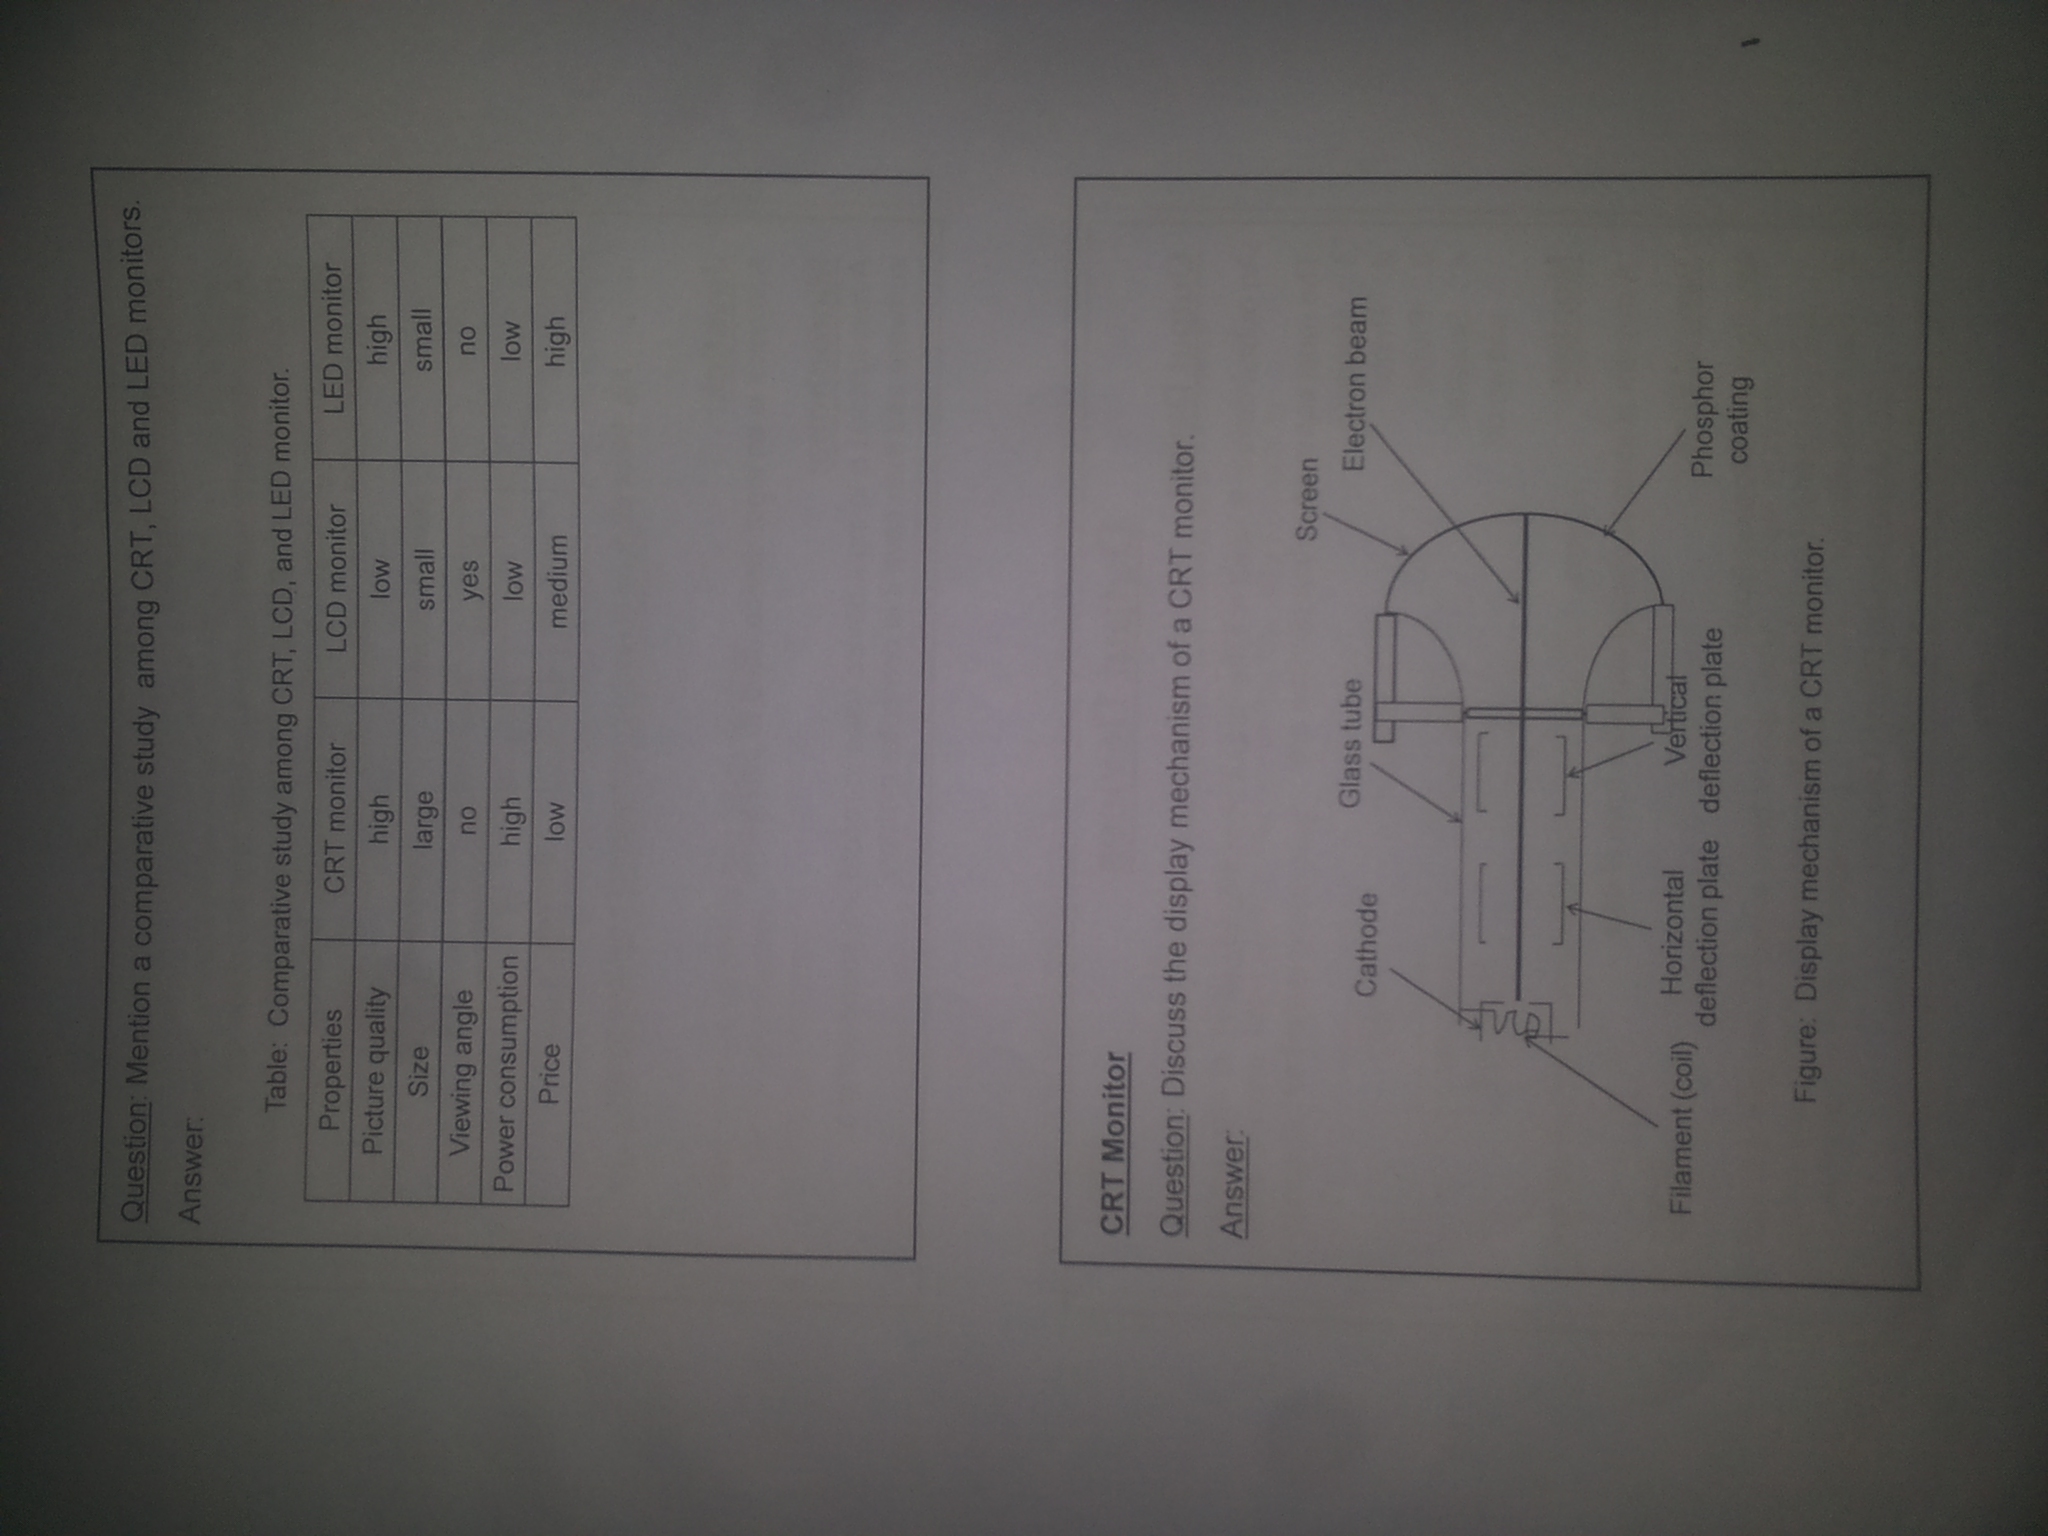 Question: Mention a comparative study among CRT, LCD and LED monitors.
Answer:
Table: Comparative study among CRT, LCD, and LED monitor.
Properties CRT monitor LCD monitor LED monitor
Picture quality high low high
Size large small small
Viewing angle no yes no
Power consumption high low low
Price low medium high
CRT Monitor
Question: Discuss the display mechanism of a CRT monitor.
Answer:
Screen
Cathode Glass tube Electron beam
Filament (coil) Horizontal Vertical
deflection plate deflection plate
Phosphor
coating
Figure: Display mechanism of a CRT monitor.